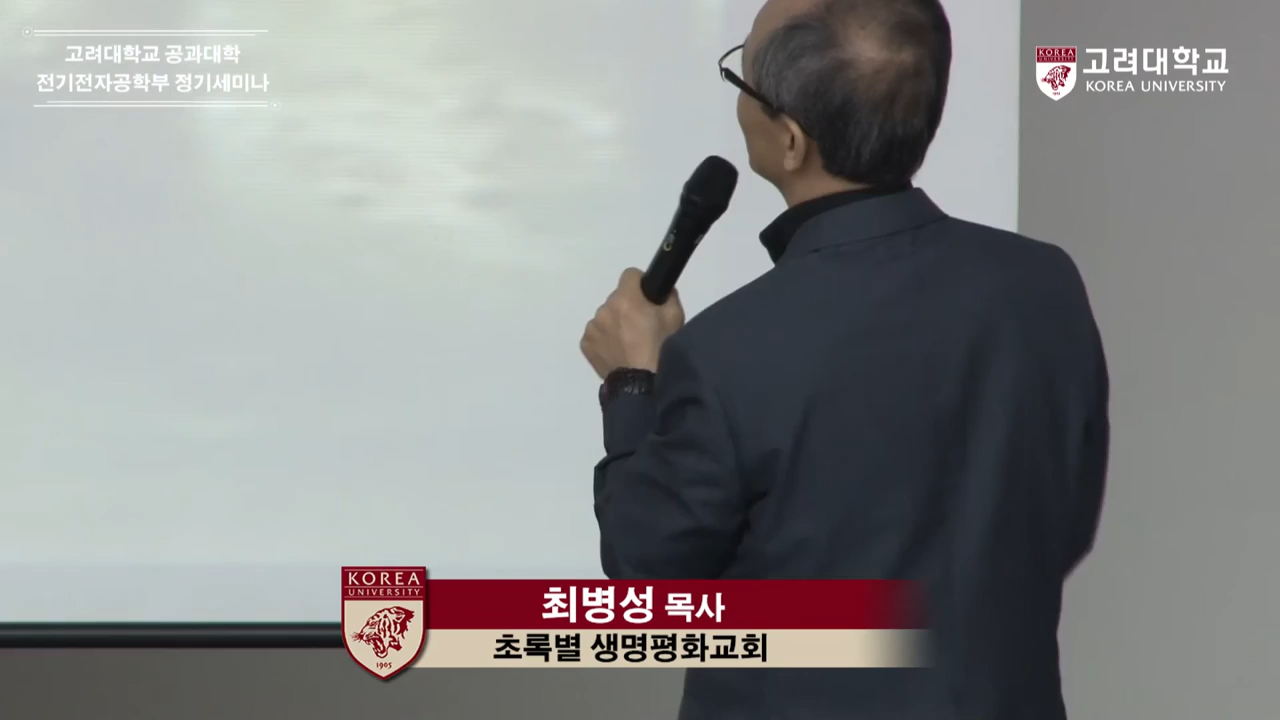 고려대학교 공과대학
전기전자공학부 정기세미나
KOREA
고려대학교
KOREA UNIVERSITY
KOREA
UNIVERSITY
1905
최병성 목사
초록별 생명평화교회